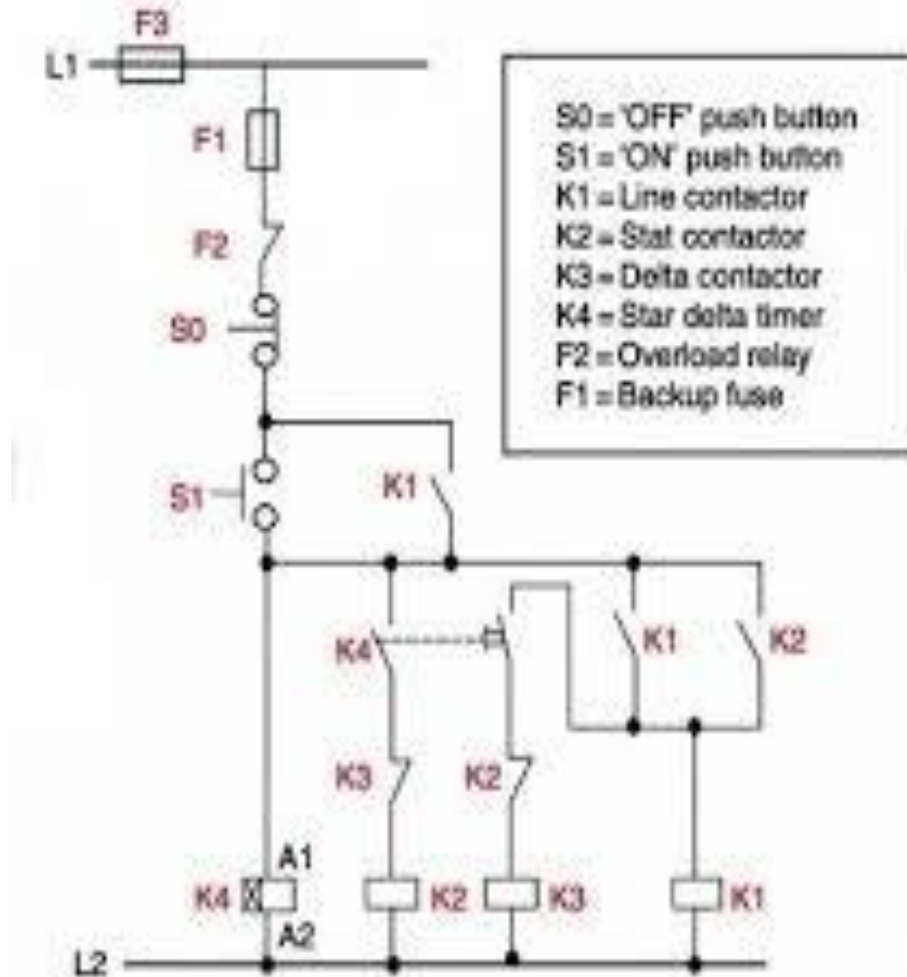 F3
L1
F1
F2
S0
S1
K1
K4
K1
K2
K3
K2
A1
K4
K2
K3
K1
A2
L2
S0 = 'OFF' push button
S1 = 'ON' push button
K1 = Line contactor
K2 = Stat contactor
K3 = Delta contactor
K4 = Star delta timer
F2 = Overload relay
F1 = Backup fuse